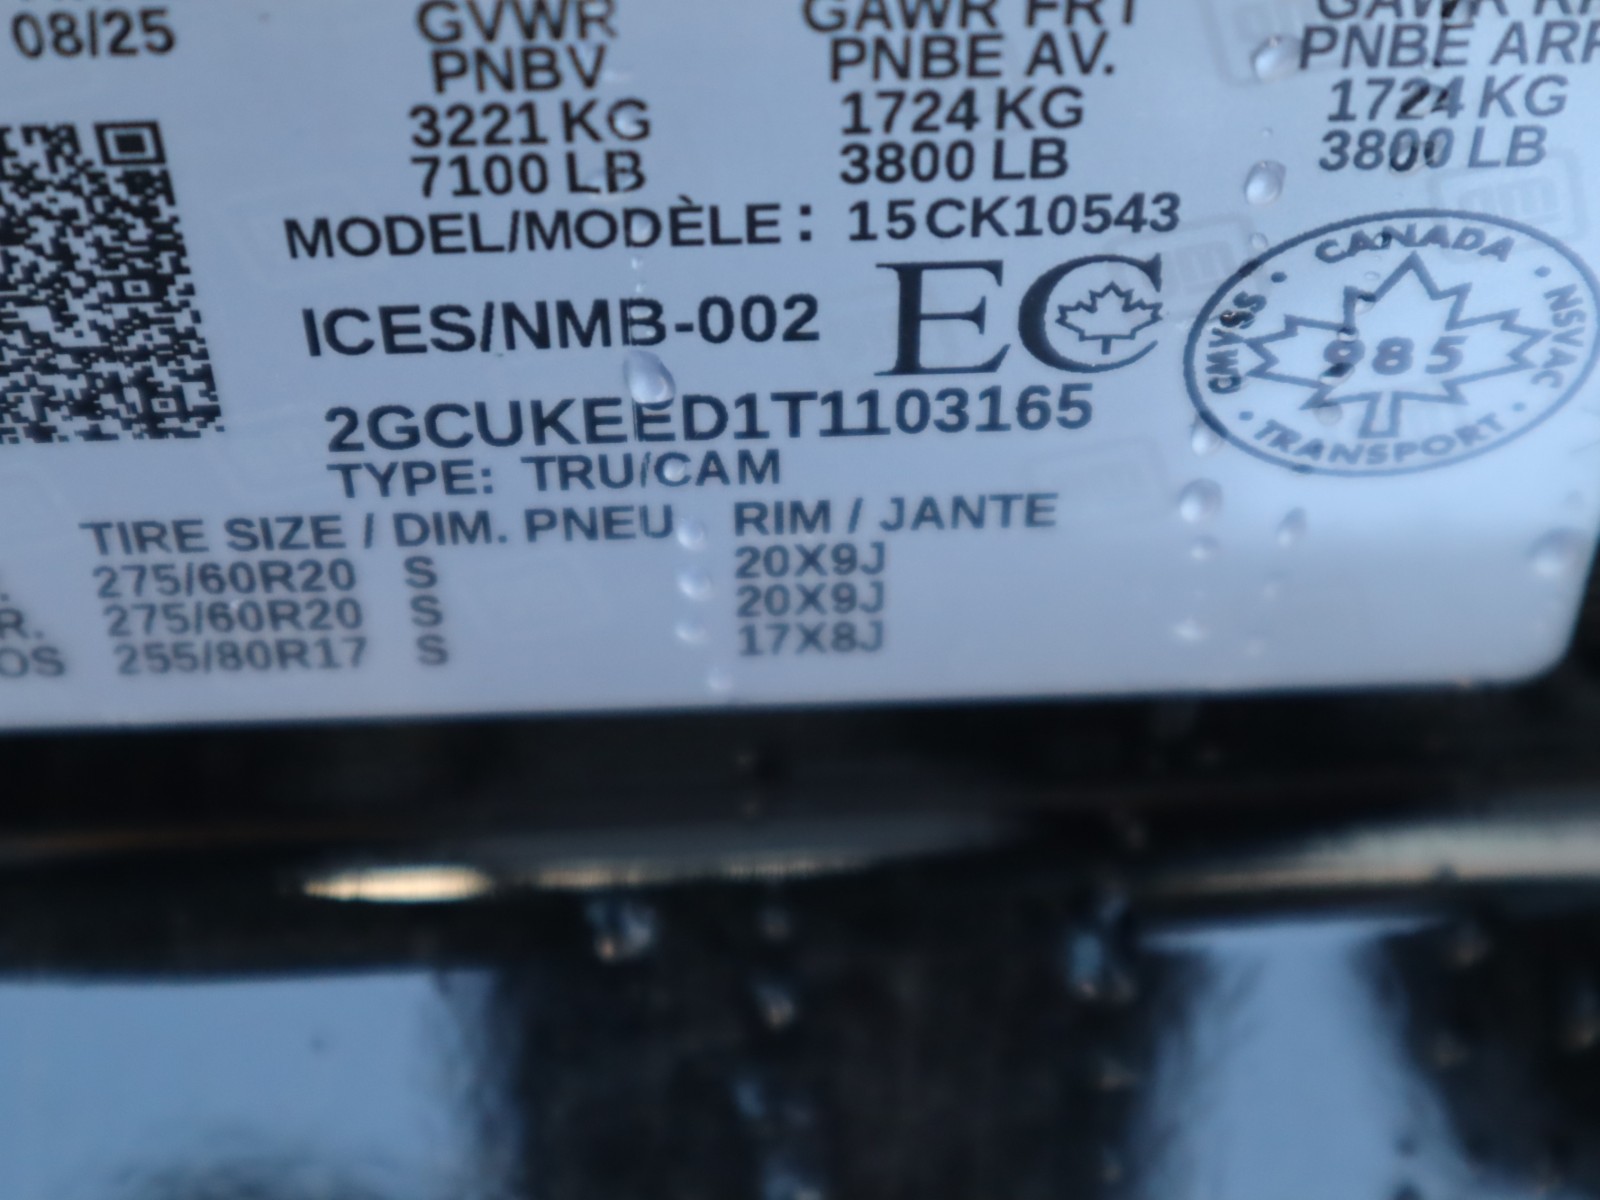 08/25
GVWR
PNBV
3221 KG
7100 LB
GAWR FRT
PNBE AV.
1724 KG
3800 LB
GAWR
PNBE ARR
1724 KG
3800 LB
MODEL/MODÈLE: 15CK10543
ICES/NMB-002
EC
CANADA
CMVSS
985
NSVAC
TRANSPORT
2GCUKEED1T1103165
TYPE: TRU/CAM
TIRE SIZE / DIM. PNEU RIM / JANTE
275/60R20 S 20X9J
R. 275/60R20 S 20X9J
OS 255/80R17 S 17X8J